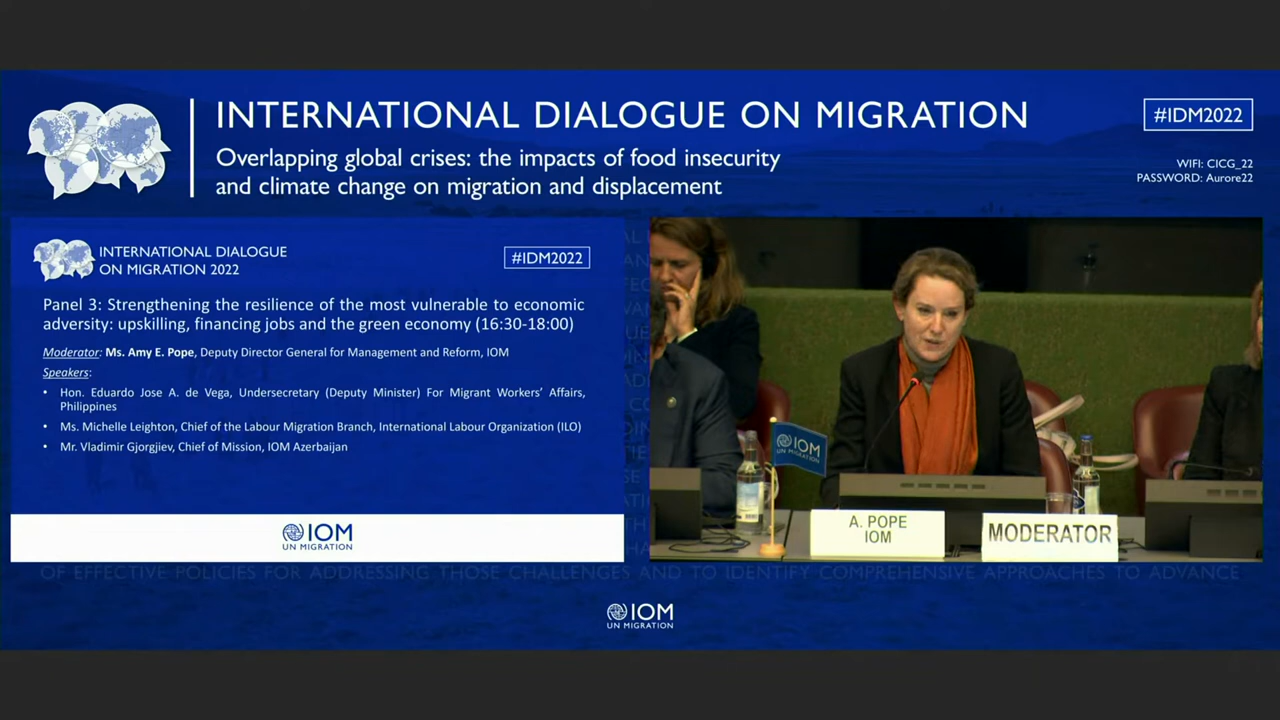 INTERNATIONAL DIALOGUE ON MIGRATION
Overlapping global crises: the impacts of food insecurity
and climate change on migration and displacement
#IDM2022
WIFI: CICG_22
PASSWORD: Aurore22
INTERNATIONAL DIALOGUE
ON MIGRATION 2022
#IDM2022
Panel 3: Strengthening the resilience of the most vulnerable to economic
adversity: upskilling, financing jobs and the green economy (16:30-18:00)
Moderator: Ms. Amy E. Pope, Deputy Director General for Management and Reform, IOM
Speakers:
• Hon. Eduardo Jose A. de Vega, Undersecretary (Deputy Minister) For Migrant Workers' Affairs,
Philippines
• Ms. Michelle Leighton, Chief of the Labour Migration Branch, International Labour Organization (ILO)
• Mr. Vladimir Gjorgjiev, Chief of Mission, IOM Azerbaijan
IOM
UN MIGRATION
IOM
UN MIGRATION
A. POPE
IOM
MODERATOR
OF EFFECTIVE POLICIES FOR ADDRESSING THOSE CHALLENGES AND TO IDENTIFY COMPREHENSIVE APPROACHES TO ADVANCE
IOM
UN MIGRATION